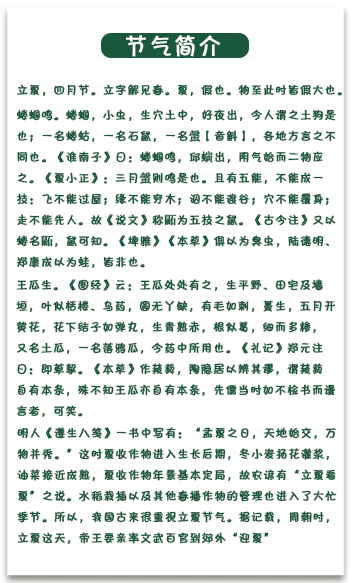 节气简介
立夏，四月节。立字解见春。夏，假也。物至此时皆假大也。
蝼蝈鸣。蝼蝈，小虫，生穴土中，好夜出，今人谓之土狗是
也；一名蝼蛄，一名石鼠，一名螜【音斛】，各地方言之不
同也。《淮南子》曰：蝼蝈鸣，邱螾出，阴气始而二物应
之。《夏小正》：三月螜则鸣是也。且有五能，不能成一
技：飞不能过屋；缘不能穷木；泅不能渡谷；穴不能覆身；
走不能先人。故《说文》称鼫为五技之鼠。《古今注》又以
蝼名鼫，鼠可知。《埤雅》《本草》俱以为臭虫，陆德明、
郑康成以为蛙，皆非也。
王瓜生。《图经》云：王瓜处处有之，生平野、田宅及墙
垣，叶似栝楼、乌药，圆无丫缺，有毛如刺，蔓生，五月开
黄花，花下结子如弹丸，生青熟赤，根似葛，细而多糁，
又名土瓜，一名落鸦瓜，今药中所用也。《礼记》郑元注
曰：即萆挈。《本草》作菝葜，陶隐居以辨其谬，谓菝葜
自有本条，殊不知王瓜亦自有本条，先儒当时如不检书而谩
言者，可笑。
明人《遵生八笺》一书中写有：“孟夏之日，天地始交，万
物并秀。”这时夏收作物进入生长后期，冬小麦扬花灌浆，
油菜接近成熟，夏收作物年景基本定局，故农谚有“立夏看
夏”之说。水稻栽插以及其他春播作物的管理也进入了大忙
季节。所以，我国古来很重视立夏节气。据记载，周朝时，
立夏这天，帝王要亲率文武百官到郊外“迎夏”